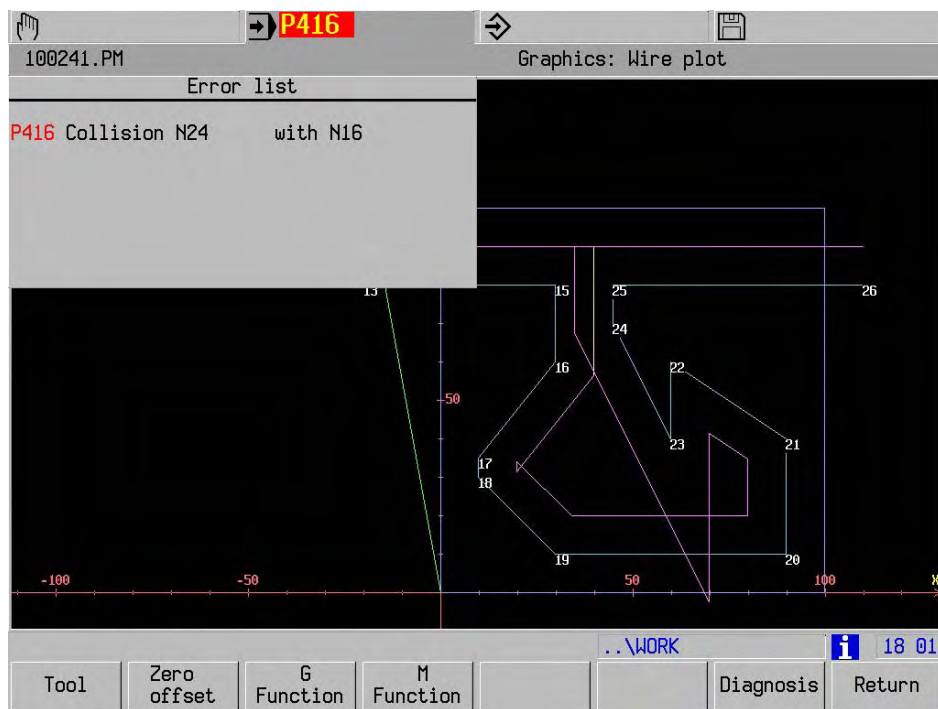 P416
100241.PM Graphics: Wire plot
Error list
P416 Collision N24 with N16
13 15 25 26
24
16 22
50
23 21
17
18
19 20
-100 -50 50 100 X
..\WORK i 18 01
Tool Zero offset G Function M Function Diagnosis Return